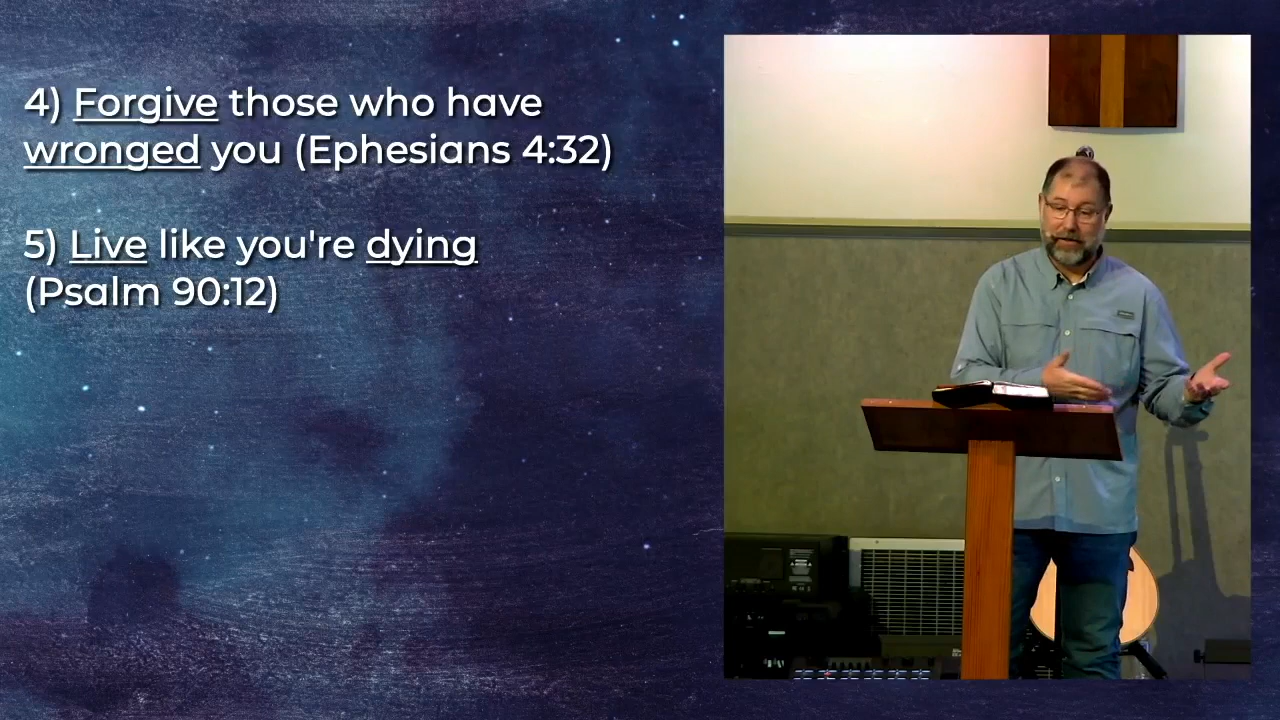 4) Forgive those who have
wronged you (Ephesians 4:32)
5) Live like you're dying
(Psalm 90:12)